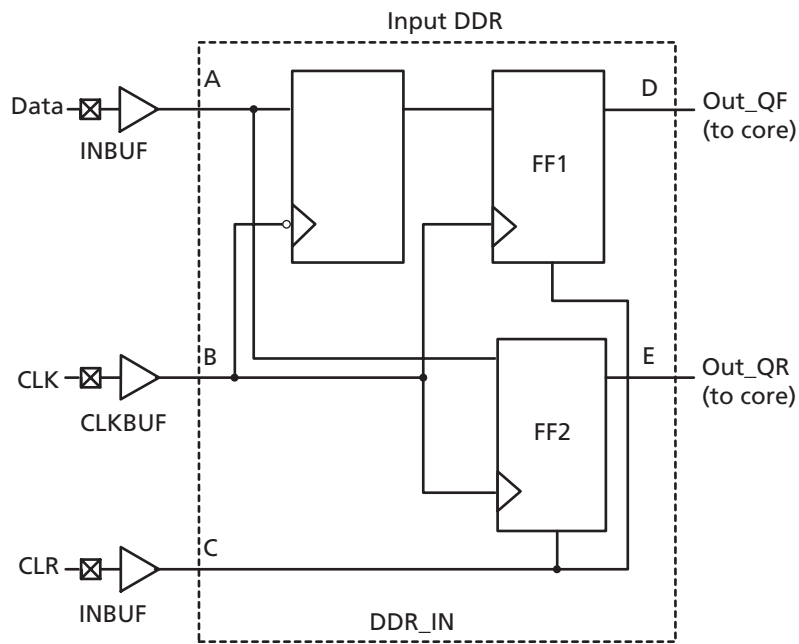 Input DDR
A
D
Data
Out_QF
(to core)
INBUF
FF1
B
E
CLK
Out_QR
(to core)
CLKBUF
FF2
C
CLR
INBUF
DDR_IN